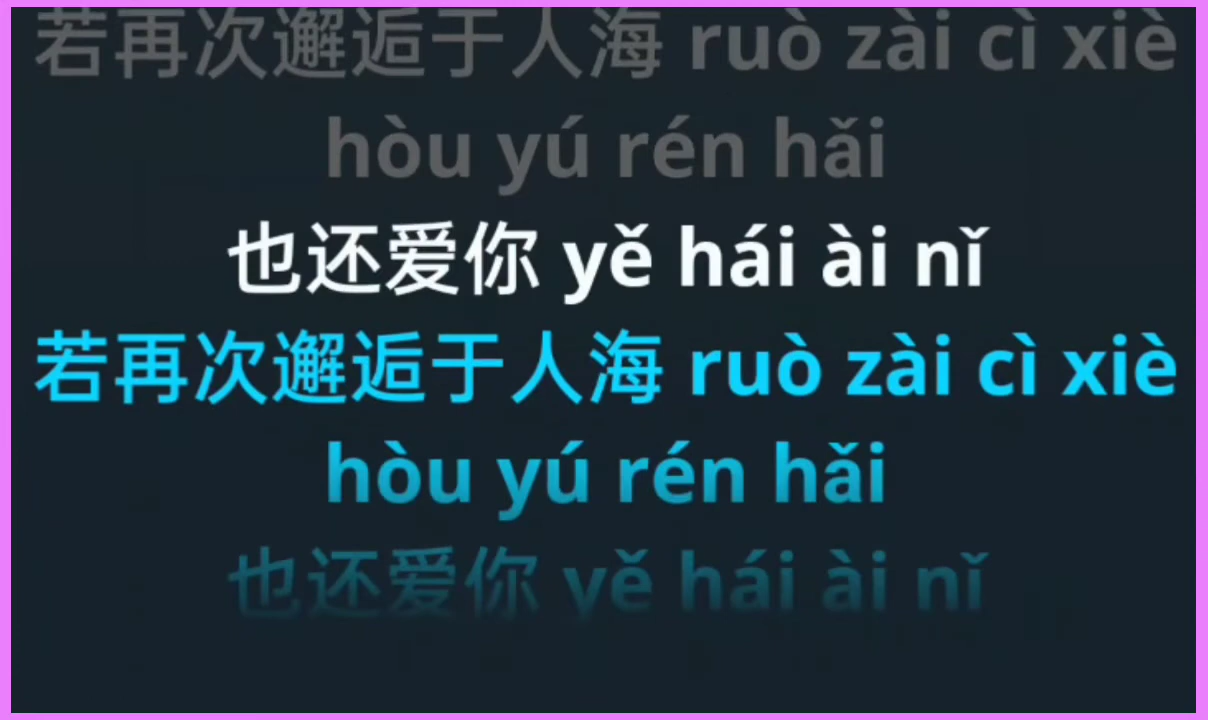 若再次邂逅于人海 ruò zài cì xiè
hòu yú rén hǎi
也还爱你 yě hái ài nǐ
若再次邂逅于人海 ruò zài cì xiè
hòu yú rén hǎi
也还爱你 yě hái ài nǐ